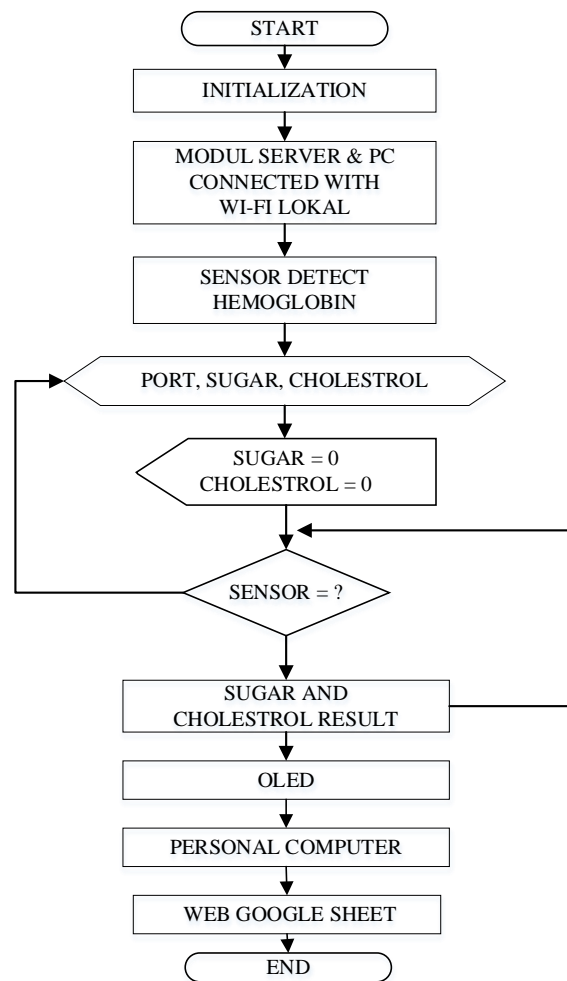 START
INITIALIZATION
MODUL SERVER & PC
CONNECTED WITH
WI-FI LOKAL
SENSOR DETECT
HEMOGLOBIN
PORT, SUGAR, CHOLESTROL
SUGAR = 0
CHOLESTROL = 0
SENSOR = ?
SUGAR AND
CHOLESTROL RESULT
OLED
PERSONAL COMPUTER
WEB GOOGLE SHEET
END